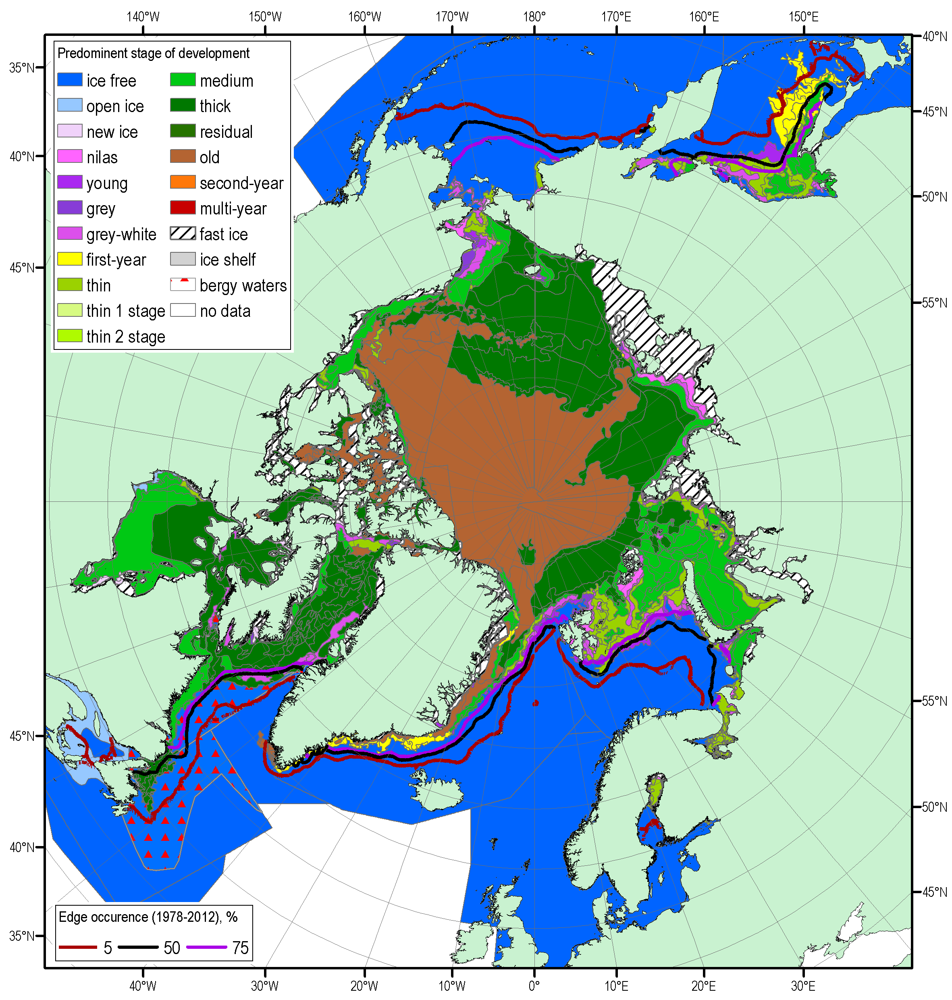 140°W 150°W 160°W 170°W 180° 170°E 160°E 150°E
40°N
35°N
40°N
45°N
45°N
40°N
35°N
45°N
50°N
55°N
55°N
50°N
45°N
Predominent stage of development
ice free
open ice
new ice
nilas
young
grey
grey-white
first-year
thin
thin 1 stage
thin 2 stage
medium
thick
residual
old
second-year
multi-year
fast ice
ice shelf
bergy waters
no data
Edge occurence (1978-2012), %
5 50 75
40°W 30°W 20°W 10°W 0° 10°E 20°E 30°E